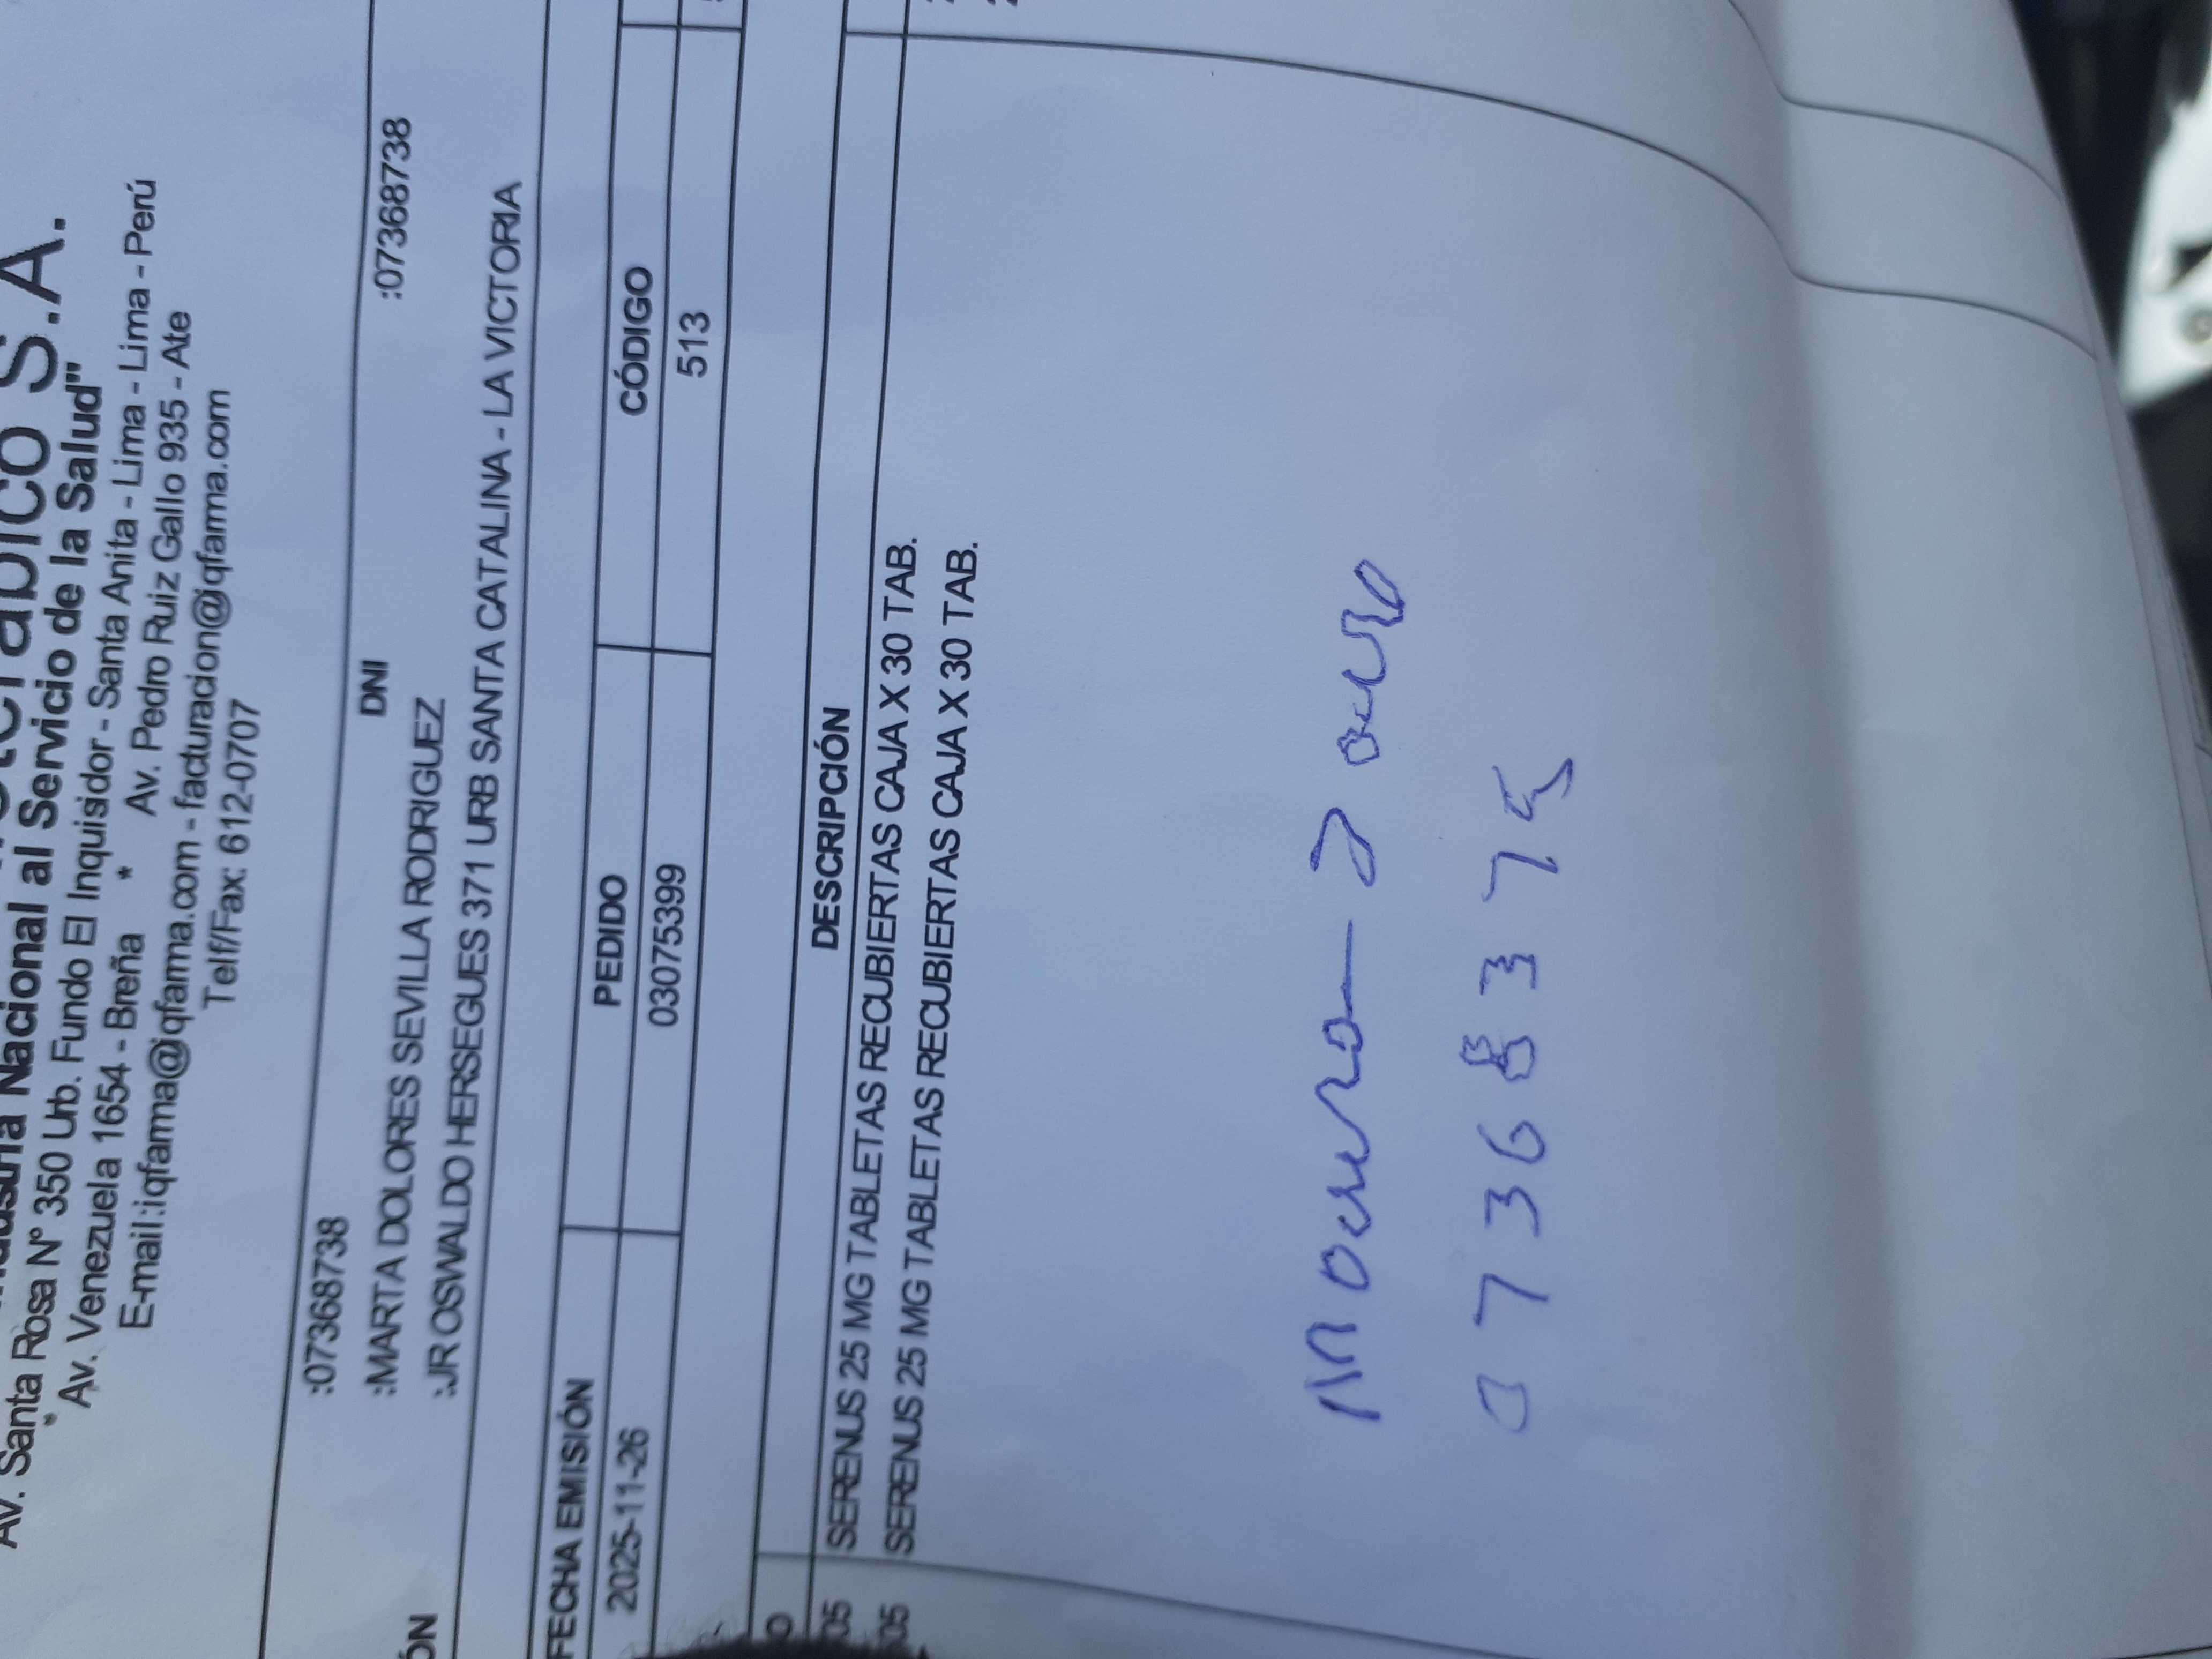 S.A.
Nacional al Servicio de la Salud"
Av. Santa Rosa N° 350 Urb. Fundo El Inquisidor - Santa Anita - Lima - Lima - Perú
Av. Venezuela 1654 - Breña * Av. Pedro Ruiz Gallo 935 - Ate
E-mail:iqfarma@iqfarma.com - facturacion@iqfarma.com
Telf/Fax: 612-0707
:07368738
:MARTA DOLORES SEVILLA RODRIGUEZ DNI :07368738
:JR OSWALDO HERSEGUES 371 URB SANTA CATALINA - LA VICTORIA
FECHA EMISIÓN PEDIDO CÓDIGO
2025-11-26 03075399 513
DESCRIPCIÓN
05 SERENUS 25 MG TABLETAS RECUBIERTAS CAJA X 30 TAB.
05 SERENUS 25 MG TABLETAS RECUBIERTAS CAJA X 30 TAB.